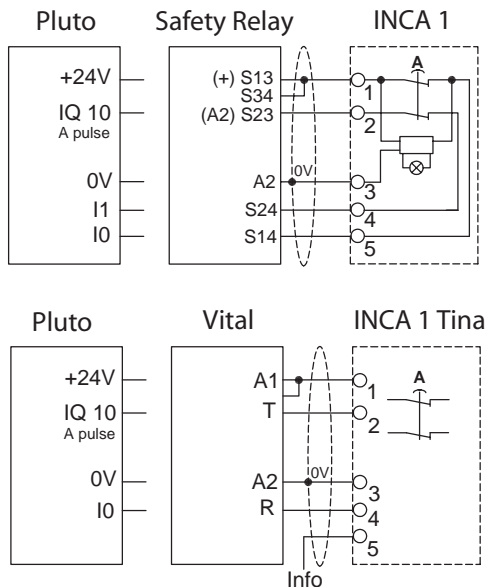 Pluto
Safety Relay
INCA 1
+24V
IQ 10
A pulse
0V
I1
I0
(+) S13
S34
(A2) S23
A2
S24
S14
0V
1
2
3
4
5
A
Pluto
Vital
INCA 1 Tina
+24V
IQ 10
A pulse
0V
I0
A1
T
A2
R
0V
Info
1
2
3
4
5
A